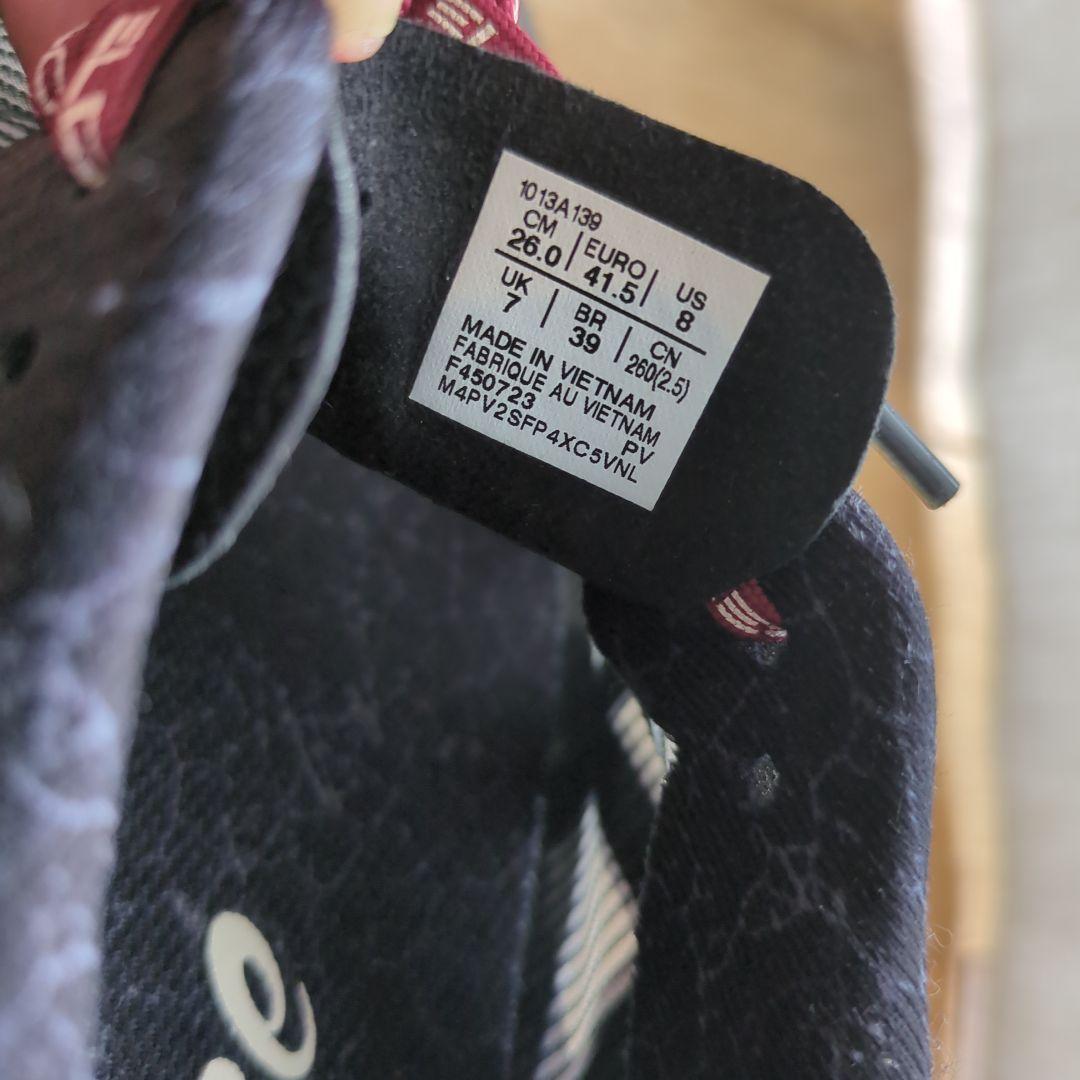 1013A139
CM | EURO | US
26.0 | 41.5 | 8
UK | BR | CN
7 | 39 | 260(2.5)
MADE IN VIETNAM
FABRIQUE AU VIETNAM
F450723 PV
M4PV2SFP4XC5VNL